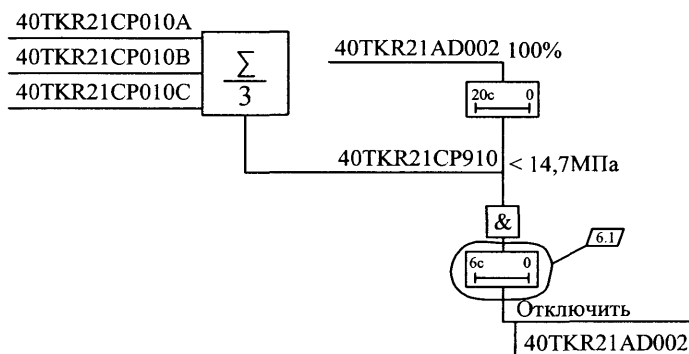 40TKR21CP010A
40TKR21CP010B
40TKR21CP010C
∑
3
40TKR21AD002 100%
20с 0
40TKR21CP910 < 14,7МПа
&
6с 0
6.1
Отключить
40TKR21AD002